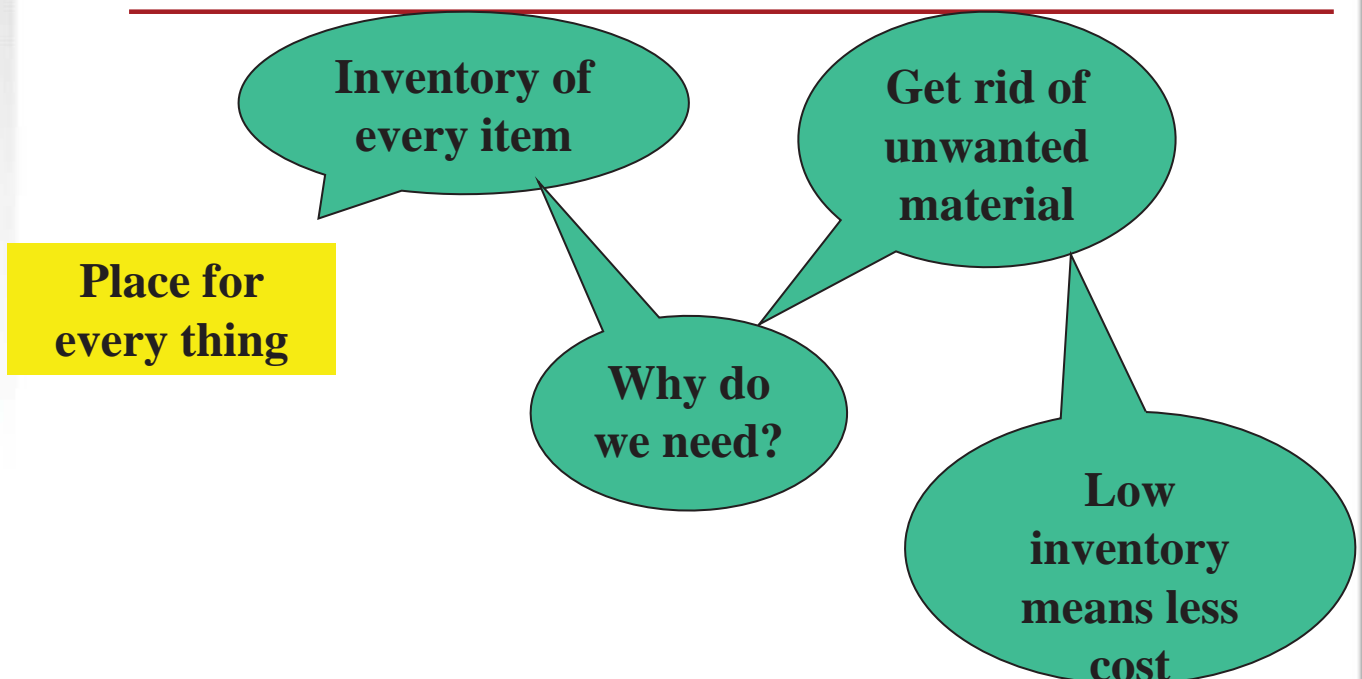 Inventory of
every item
Get rid of
unwanted
material
Place for
every thing
Why do
we need?
Low
inventory
means less
cost